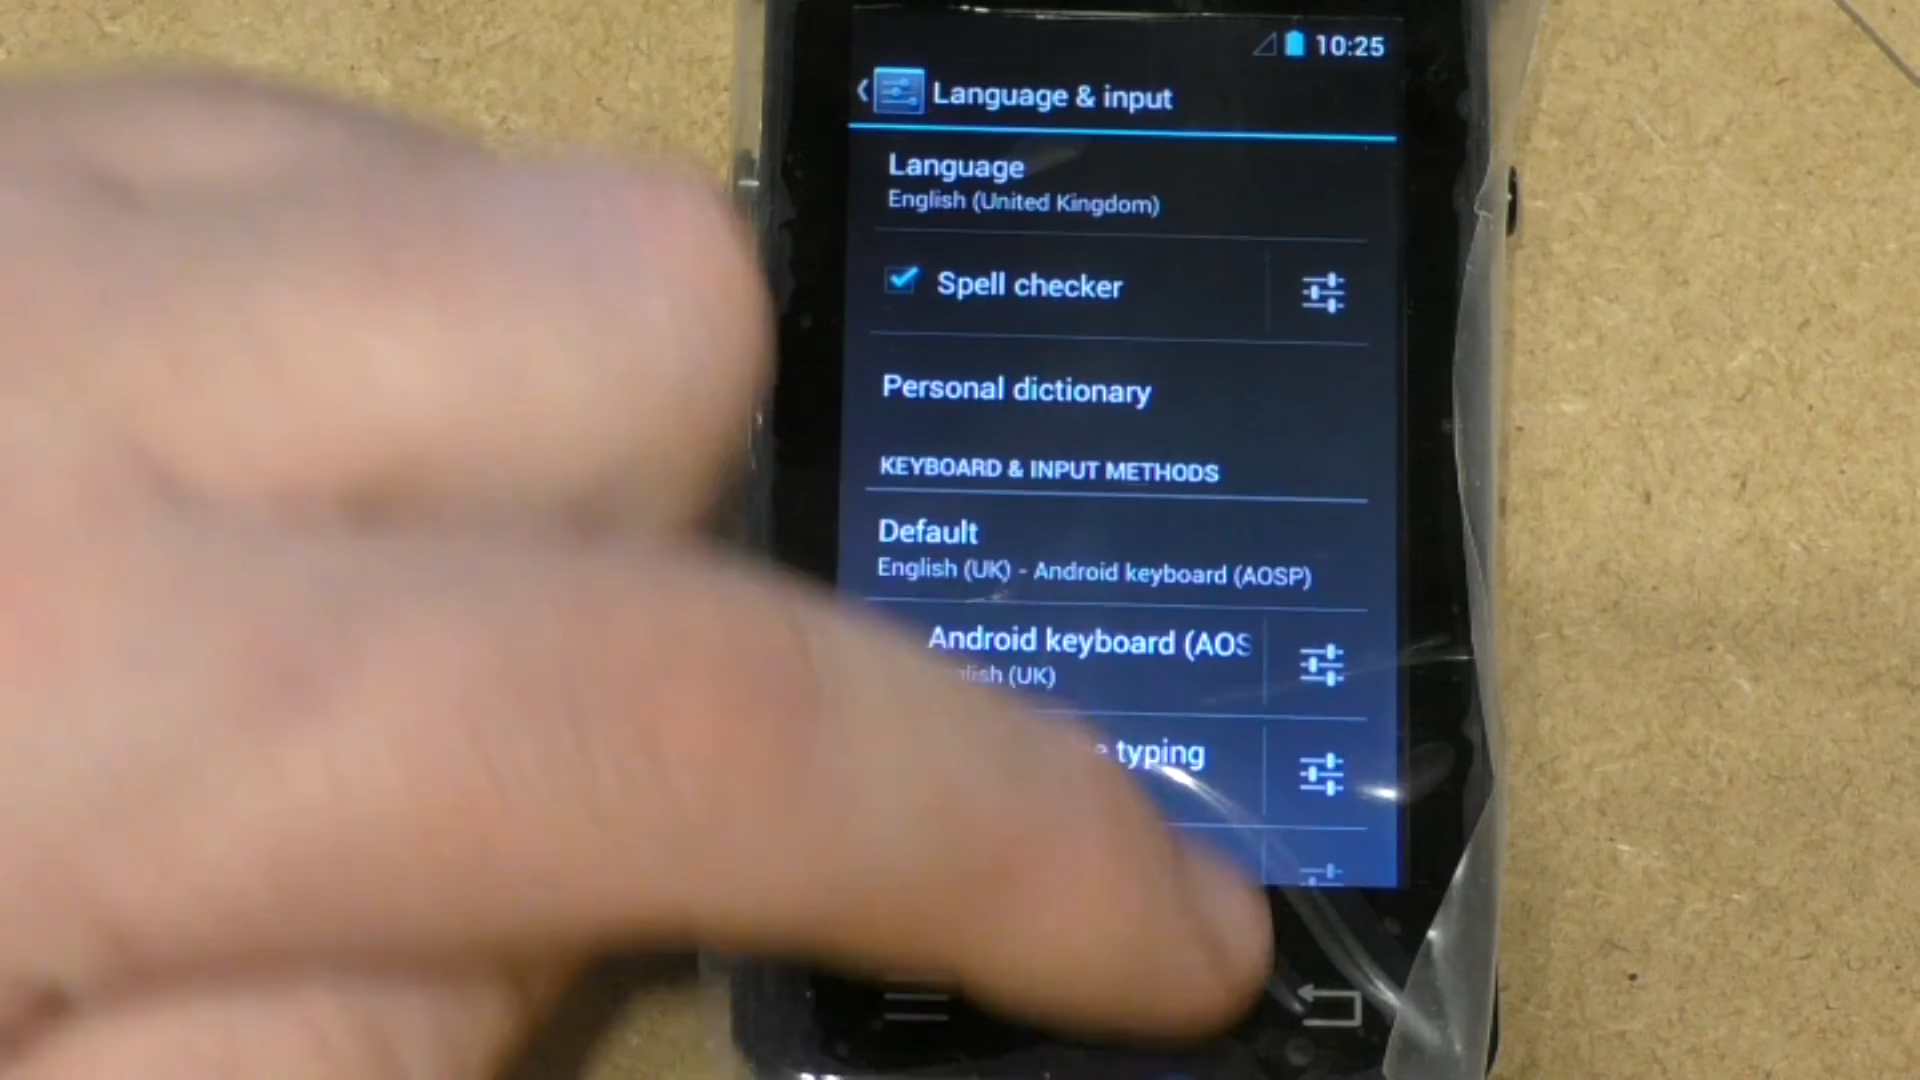 10:25
Language & input
Language
English (United Kingdom)
Spell checker
Personal dictionary
KEYBOARD & INPUT METHODS
Default
English (UK) - Android keyboard (AOSP)
Android keyboard (AOS
(UK)
typing